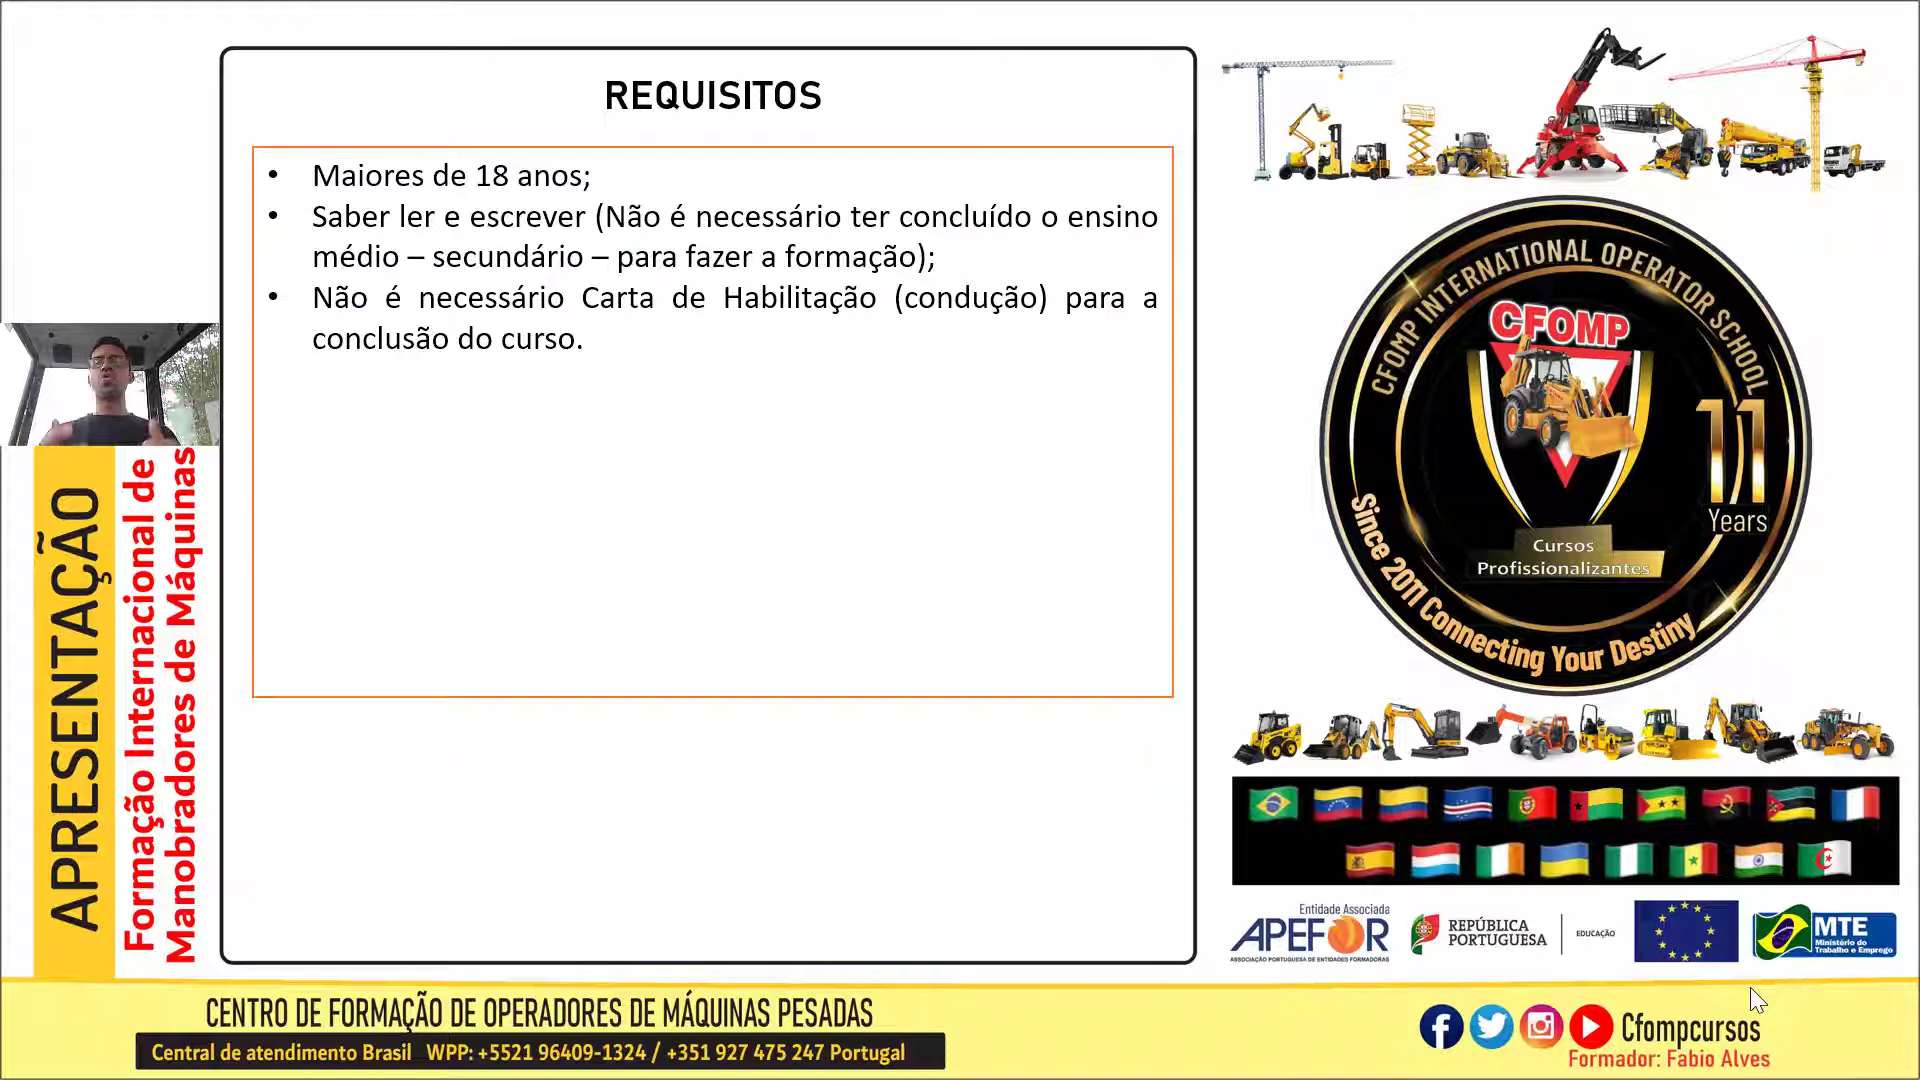 REQUISITOS
• Maiores de 18 anos;
• Saber ler e escrever (Não é necessário ter concluído o ensino
médio – secundário – para fazer a formação);
• Não é necessário Carta de Habilitação (condução) para a
conclusão do curso.
APRESENTAÇÃO
Formação Internacional de
Manobradores de Máquinas
CFOMP INTERNATIONAL OPERATOR SCHOOL
CFOMP
11
Years
Cursos
Profissionalizantes
Since 2011 Connecting Your Destiny
Entidade Associada
APEFOR
ASSOCIAÇÃO PORTUGUESA DE ENTIDADES FORMADORAS
REPÚBLICA
PORTUGUESA
EDUCAÇÃO
MTE
Ministério do
Trabalho e Emprego
CENTRO DE FORMAÇÃO DE OPERADORES DE MÁQUINAS PESADAS
Central de atendimento Brasil WPP: +5521 96409-1324 / +351 927 475 247 Portugal
Cfompcursos
Formador: Fabio Alves